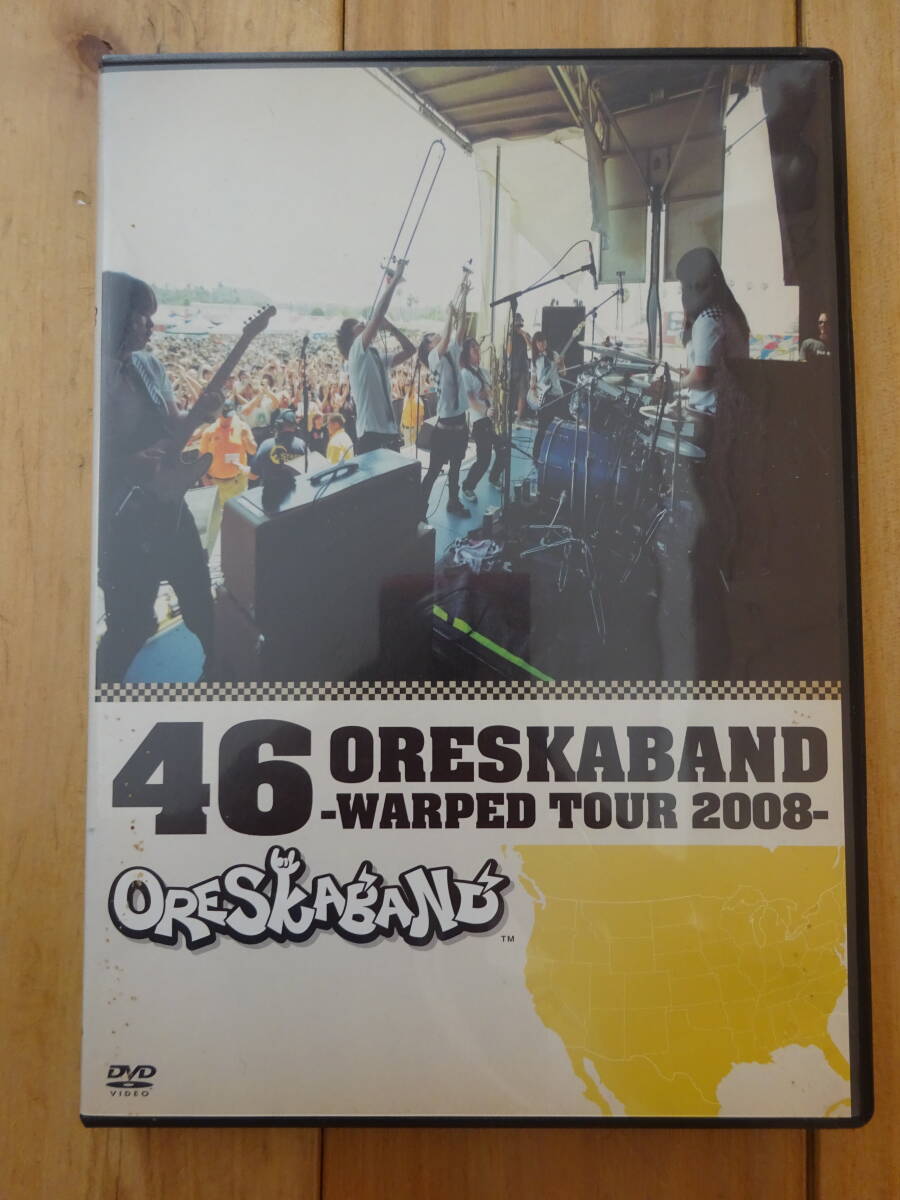 46 ORESKABAND
-WARPED TOUR 2008-
ORESKABAND
TM
DVD
VIDEO